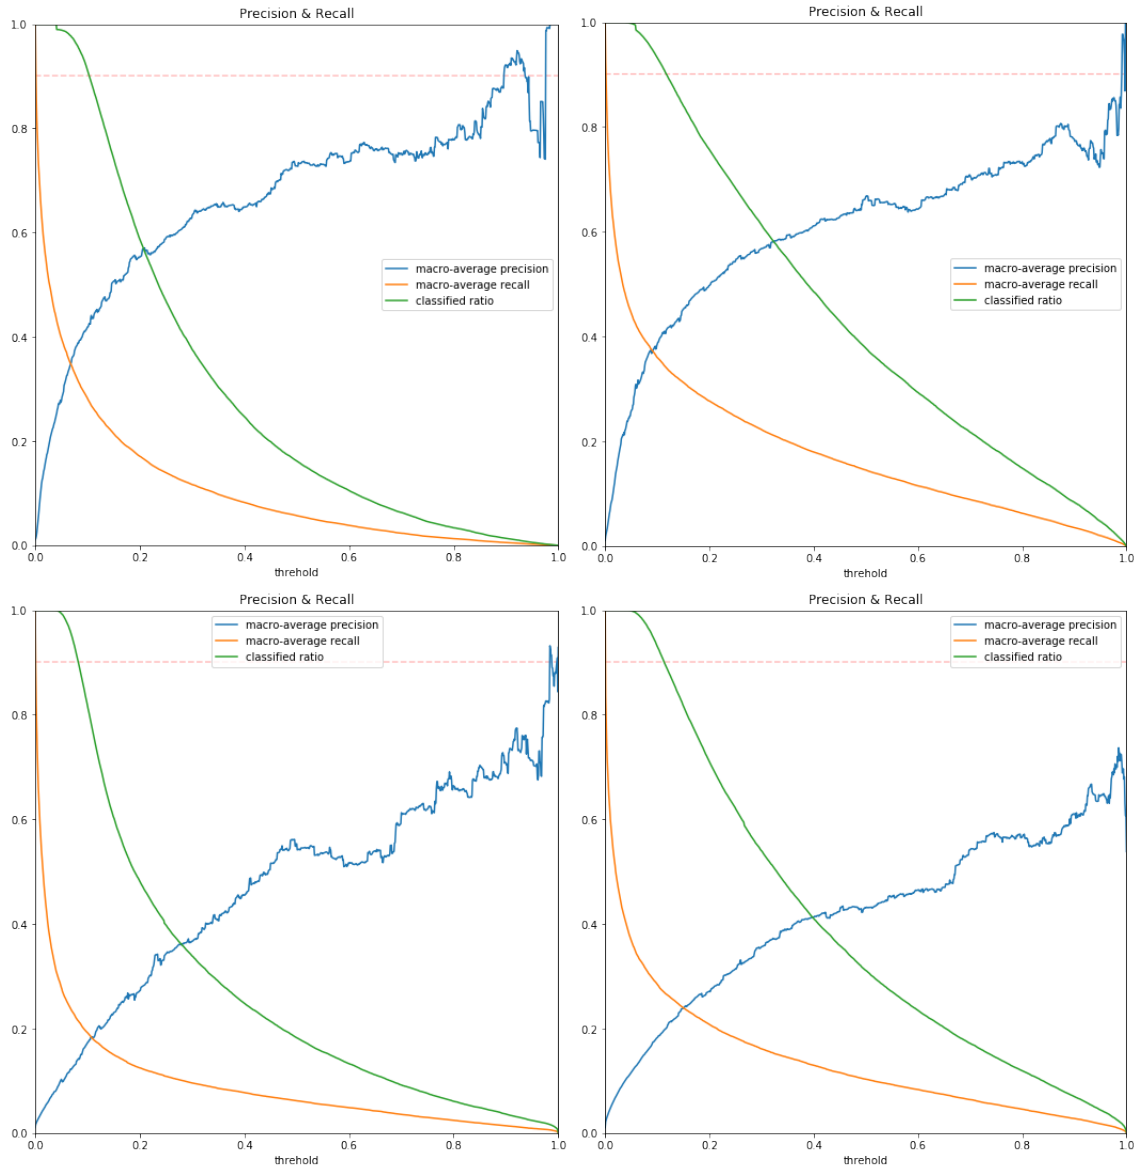 Precision & Recall
1.0
0.8
0.6
0.4
0.2
0.0
macro-average precision
macro-average recall
classified ratio
0.0 0.2 0.4 0.6 0.8 1.0
threhold
Precision & Recall
1.0
0.8
0.6
0.4
0.2
0.0
macro-average precision
macro-average recall
classified ratio
0.0 0.2 0.4 0.6 0.8 1.0
threhold
Precision & Recall
1.0
0.8
0.6
0.4
0.2
0.0
macro-average precision
macro-average recall
classified ratio
0.0 0.2 0.4 0.6 0.8 1.0
threhold
Precision & Recall
1.0
0.8
0.6
0.4
0.2
0.0
macro-average precision
macro-average recall
classified ratio
0.0 0.2 0.4 0.6 0.8 1.0
threhold